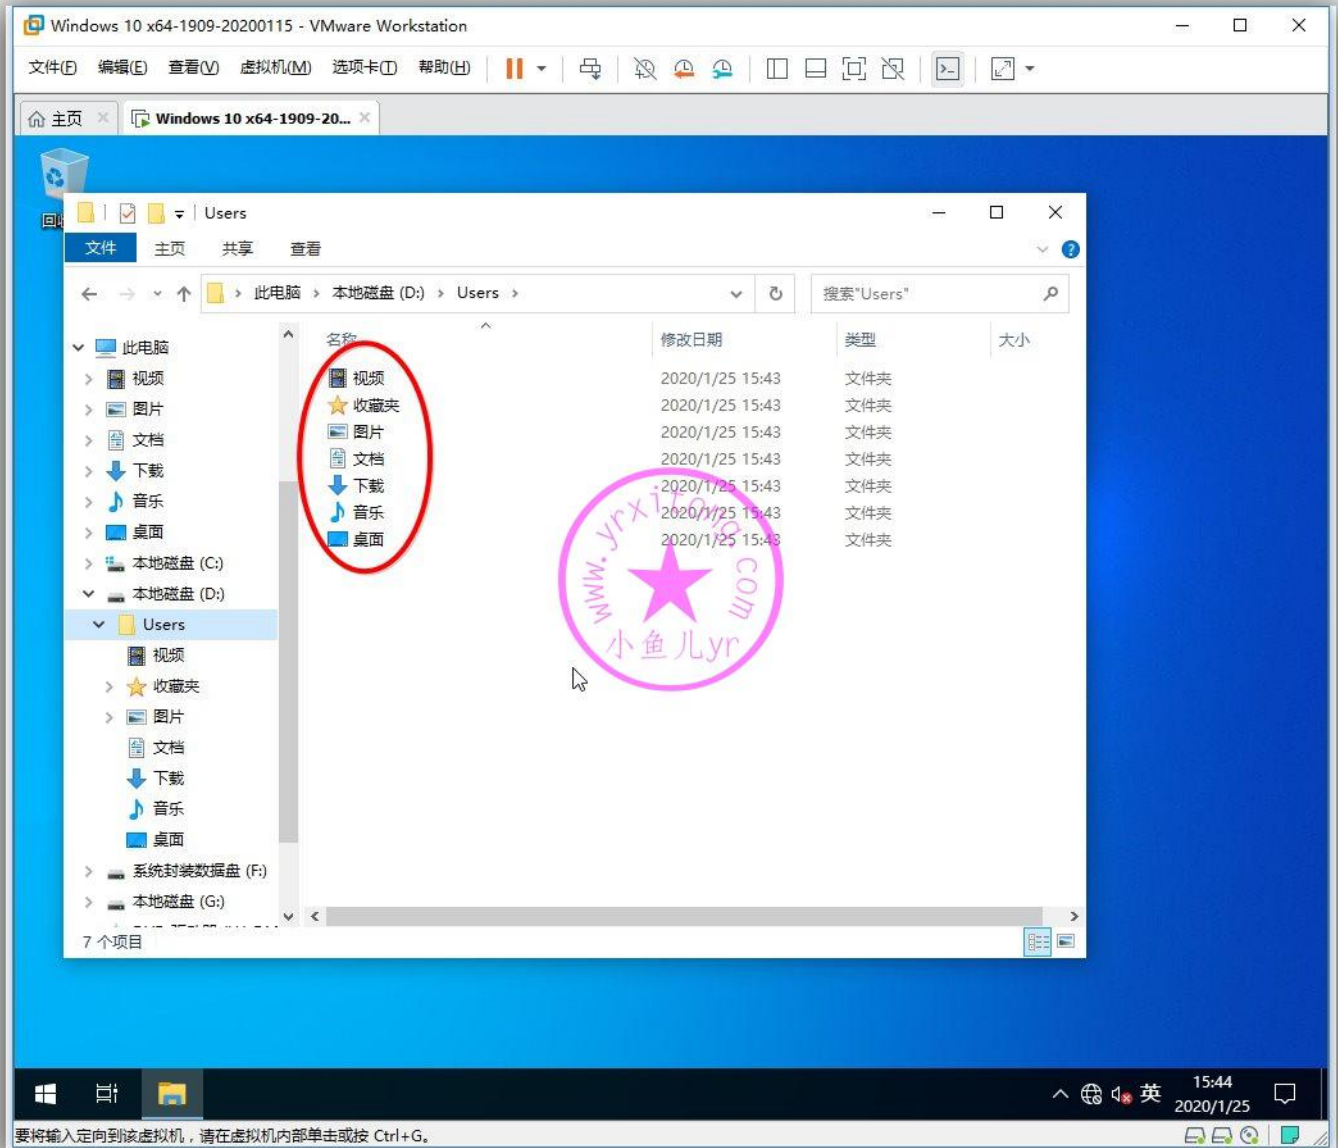 Windows 10 x64-1909-20200115 - VMware Workstation
文件(F) 编辑(E) 查看(V) 虚拟机(M) 选项卡(T) 帮助(H)
主页 Windows 10 x64-1909-20...
Users
文件 主页 共享 查看
此电脑 本地磁盘 (D:) Users 搜索"Users"
名称 修改日期 类型 大小
视频 2020/1/25 15:43 文件夹
收藏夹 2020/1/25 15:43 文件夹
图片 2020/1/25 15:43 文件夹
文档 2020/1/25 15:43 文件夹
下载 2020/1/25 15:43 文件夹
音乐 2020/1/25 15:43 文件夹
桌面 2020/1/25 15:43 文件夹
此电脑
视频
图片
文档
下载
音乐
桌面
本地磁盘 (C:)
本地磁盘 (D:)
Users
视频
收藏夹
图片
文档
下载
音乐
桌面
系统封装数据盘 (F:)
本地磁盘 (G:)
www.yrxitong.com
小鱼儿yr
7 个项目
英 15:44
2020/1/25
要将输入定向到该虚拟机，请在虚拟机内部单击或按 Ctrl+G。